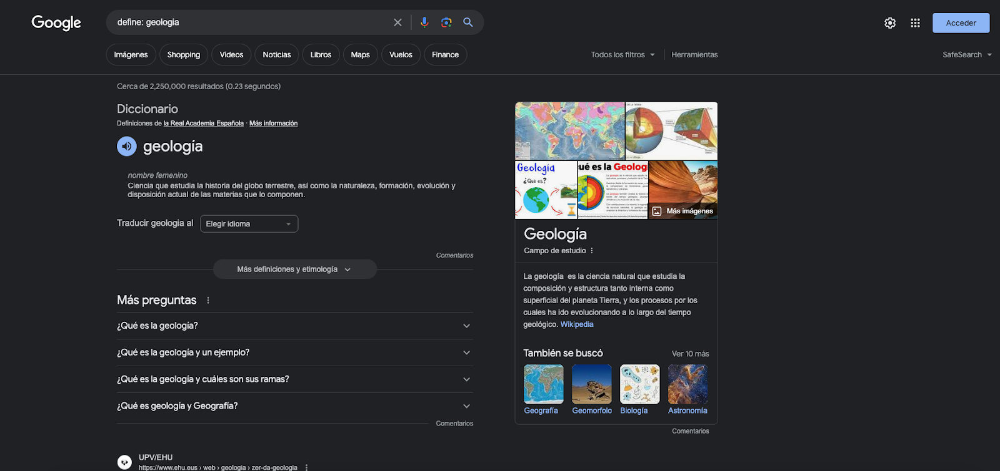 Google
define: geologia
Acceder
Imágenes
Shopping
Vídeos
Noticias
Libros
Maps
Vuelos
Finance
Todos los filtros
Herramientas
SafeSearch
Cerca de 2,250,000 resultados (0.23 segundos)
Diccionario
Definiciones de la Real Academia Española · Más información
geología
nombre femenino
Ciencia que estudia la historia del globo terrestre, así como la naturaleza, formación, evolución y
disposición actual de las materias que lo componen.
Traducir geologia al
Elegir idioma
Comentarios
Más definiciones y etimología
Más preguntas
¿Qué es la geología?
¿Qué es la geología y un ejemplo?
¿Qué es la geología y cuáles son sus ramas?
¿Qué es geología y Geografía?
Comentarios
UPV/EHU
https://www.ehu.eus › web › geologia › zer-da-geologia
Geología
¿Qué es?
ué es la Geologí
Más imágenes
Geología
Campo de estudio
La geología es la ciencia natural que estudia la
composición y estructura tanto interna como
superficial del planeta Tierra, y los procesos por los
cuales ha ido evolucionando a lo largo del tiempo
geológico. Wikipedia
También se buscó
Ver 10 más
Geografía
Geomorfolo
Biología
Astronomía
Comentarios